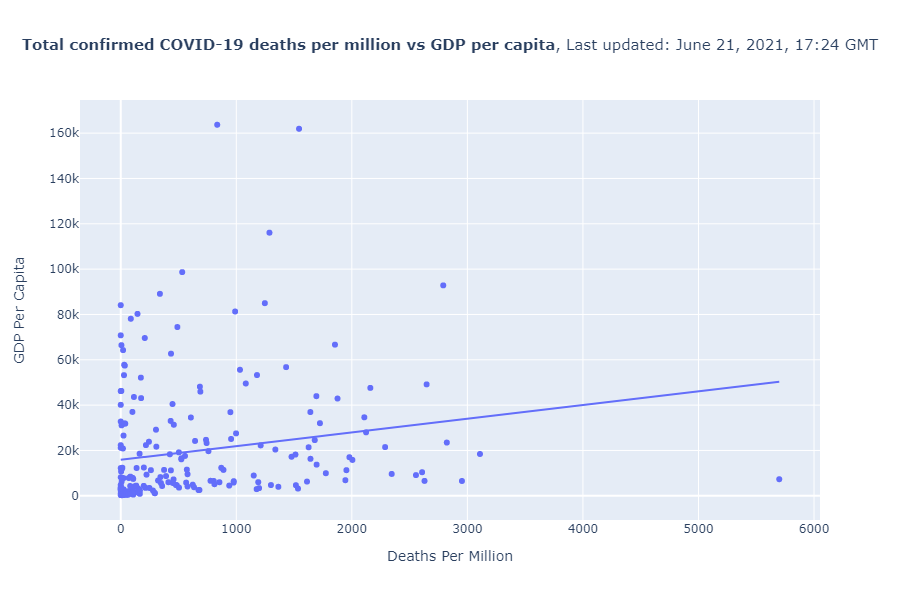 Total confirmed COVID-19 deaths per million vs GDP per capita, Last updated: June 21, 2021, 17:24 GMT
160k
140k
120k
100k
80k
60k
40k
20k
0
GDP Per Capita
0 1000 2000 3000 4000 5000 6000
Deaths Per Million